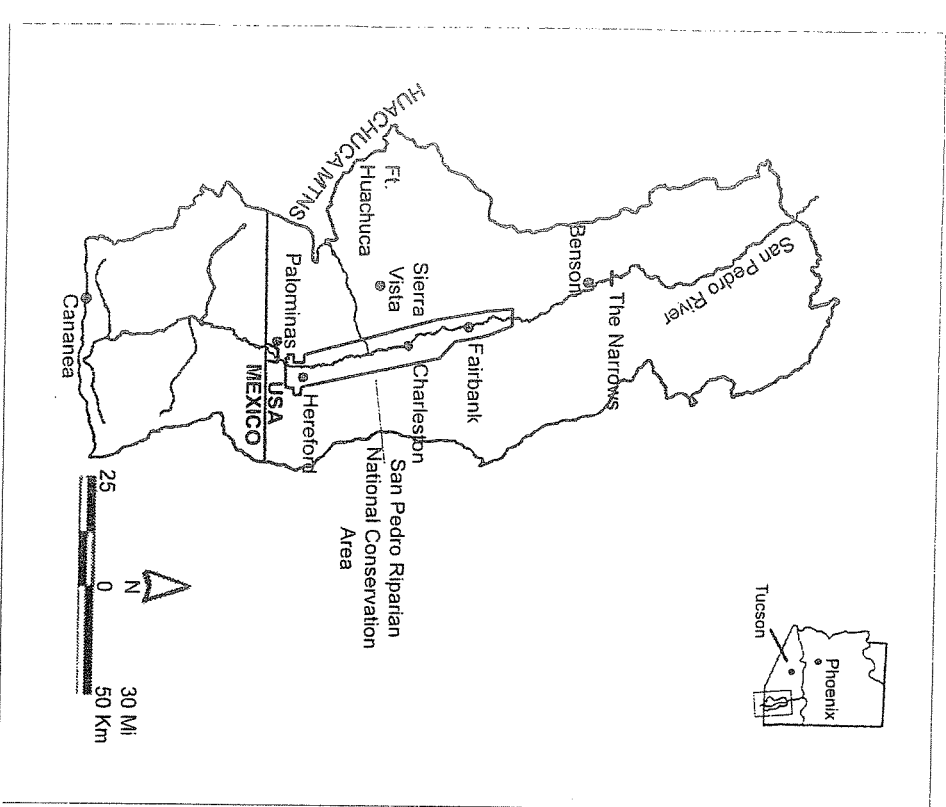 Phoenix
Tucson
San Pedro River
The Narrows
Benson
Fairbank
Sierra
Vista
Charleston
Ft.
Huachuca
HUACHUCA MTNS
San Pedro Riparian
National Conservation
Area
Palominas
Hereford
USA
MEXICO
Cananea
N
25 0 30 Mi
50 Km